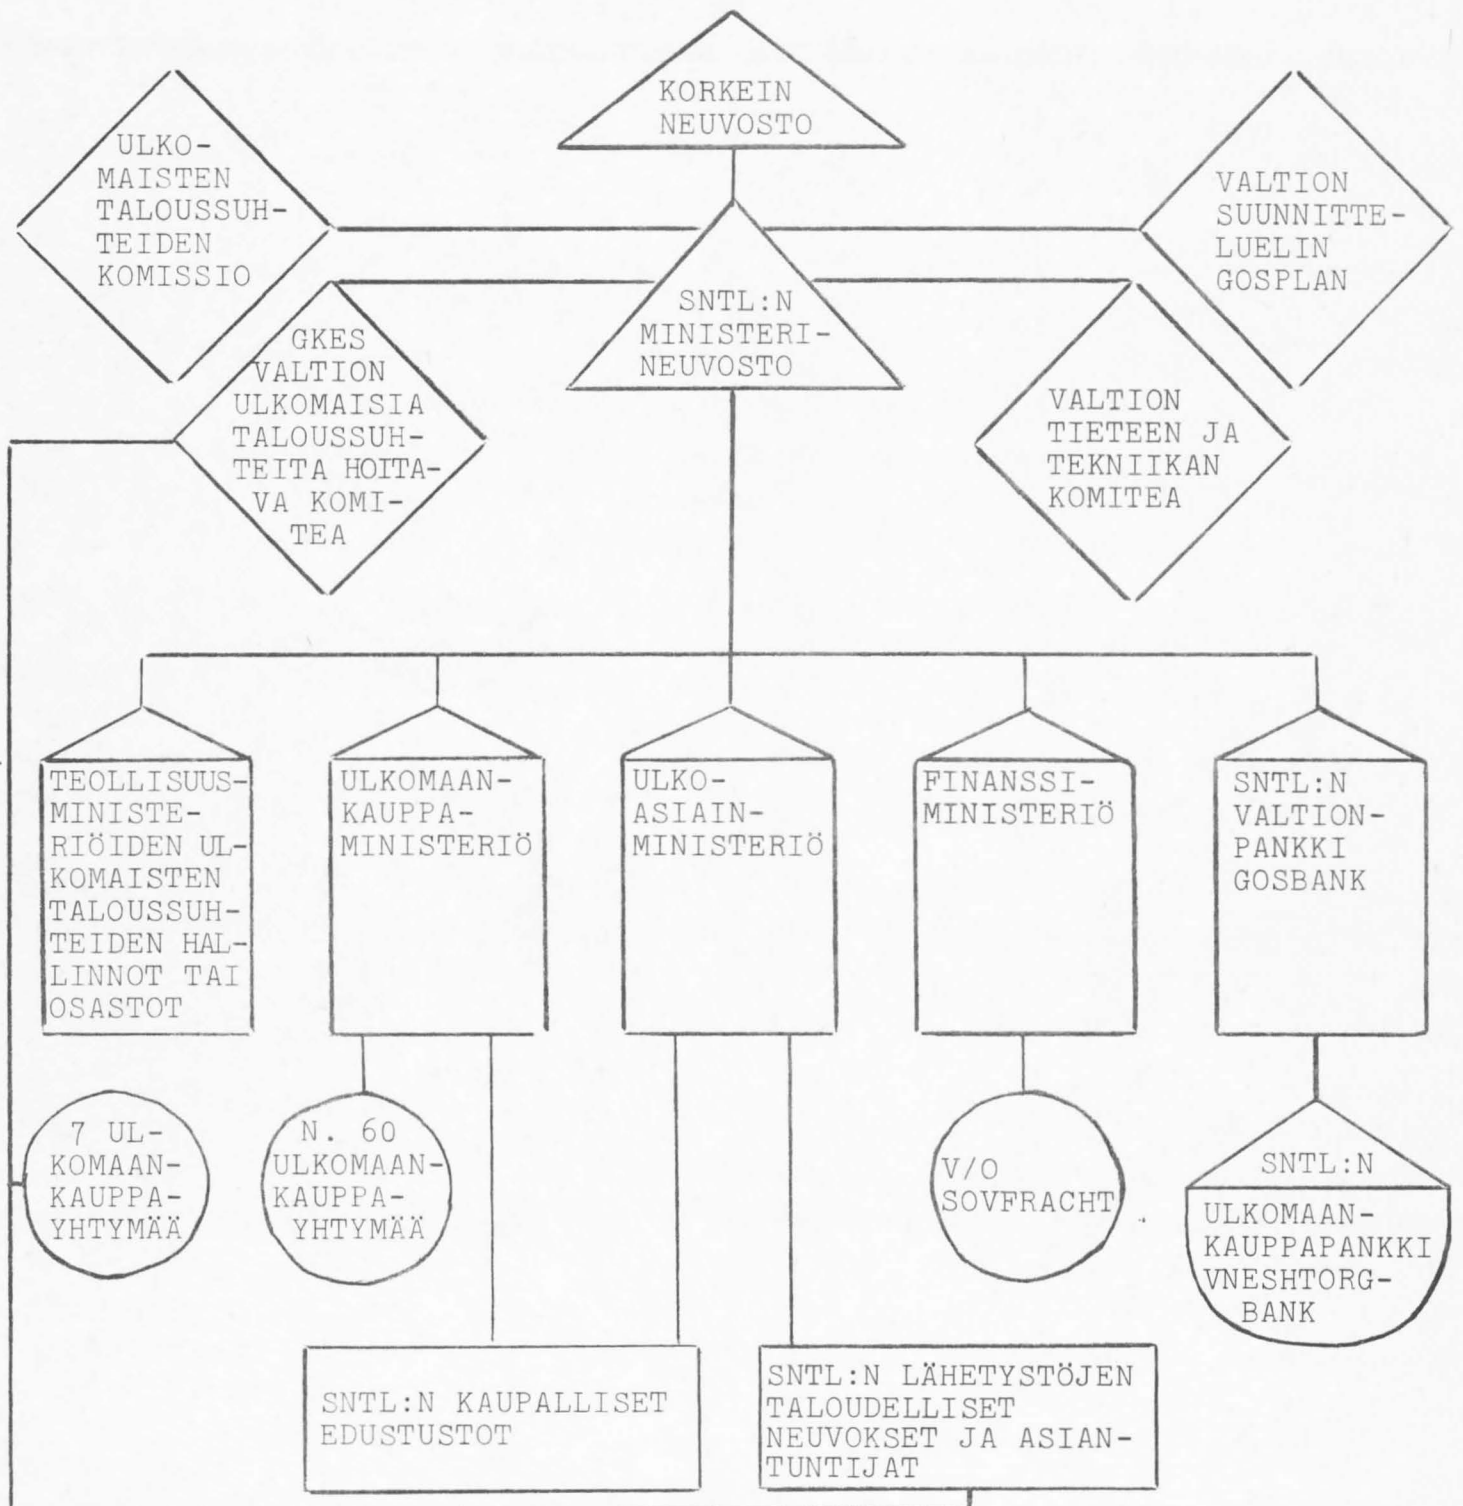 KORKEIN
NEUVOSTO
ULKO-
MAISTEN
TALOUSSUH-
TEIDEN
KOMISSIO
VALTION
SUUNNITTE-
LUELIN
GOSPLAN
SNTL:N
MINISTERI-
NEUVOSTO
GKES
VALTION
ULKOMAISIA
TALOUSSUH-
TEITA HOITA-
VA KOMI-
TEA
VALTION
TIETEEN JA
TEKNIIKAN
KOMITEA
TEOLLISUUS-
MINISTE-
RIÖIDEN UL-
KOMAISTEN
TALOUSSUH-
TEIDEN HAL-
LINNOT TAI
OSASTOT
ULKOMAAN-
KAUPPA-
MINISTERIÖ
ULKO-
ASIAIN-
MINISTERIÖ
FINANSSI-
MINISTERIÖ
SNTL:N
VALTION-
PANKKI
GOSBANK
7 UL-
KOMAAN-
KAUPPA-
YHTYMÄÄ
N. 60
ULKOMAAN-
KAUPPA-
YHTYMÄÄ
V/O
SOVFRACHT
SNTL:N
ULKOMAAN-
KAUPPAPANKKI
VNESHTORG-
BANK
SNTL:N KAUPALLISET
EDUSTUSTOT
SNTL:N LÄHETYSTÖJEN
TALOUDELLISET
NEUVOKSET JA ASIAN-
TUNTIJAT